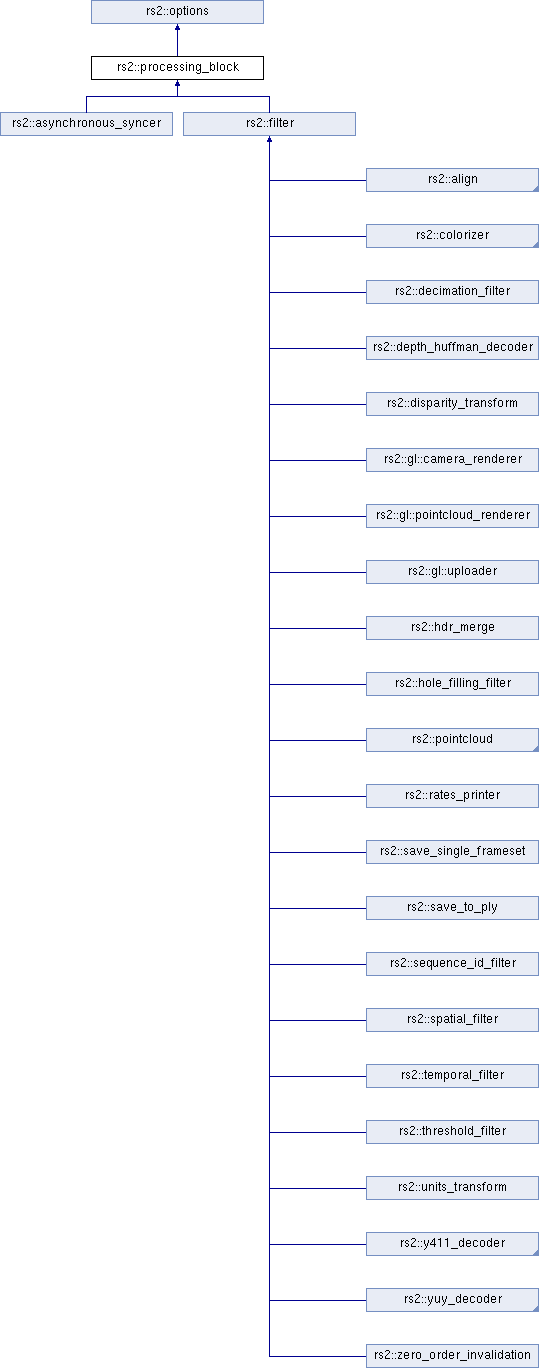 rs2::options
rs2::processing_block
rs2::asynchronous_syncer
rs2::filter
rs2::align
rs2::colorizer
rs2::decimation_filter
rs2::depth_huffman_decoder
rs2::disparity_transform
rs2::gl::camera_renderer
rs2::gl::pointcloud_renderer
rs2::gl::uploader
rs2::hdr_merge
rs2::hole_filling_filter
rs2::pointcloud
rs2::rates_printer
rs2::save_single_frameset
rs2::save_to_ply
rs2::sequence_id_filter
rs2::spatial_filter
rs2::temporal_filter
rs2::threshold_filter
rs2::units_transform
rs2::y411_decoder
rs2::yuy_decoder
rs2::zero_order_invalidation